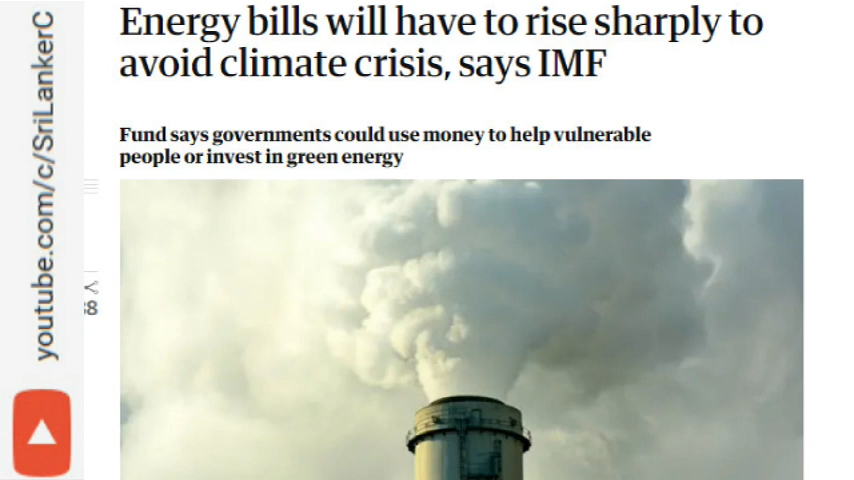 Energy bills will have to rise sharply to
avoid climate crisis, says IMF
Fund says governments could use money to help vulnerable
people or invest in green energy
youtube.com/c/SriLankerC